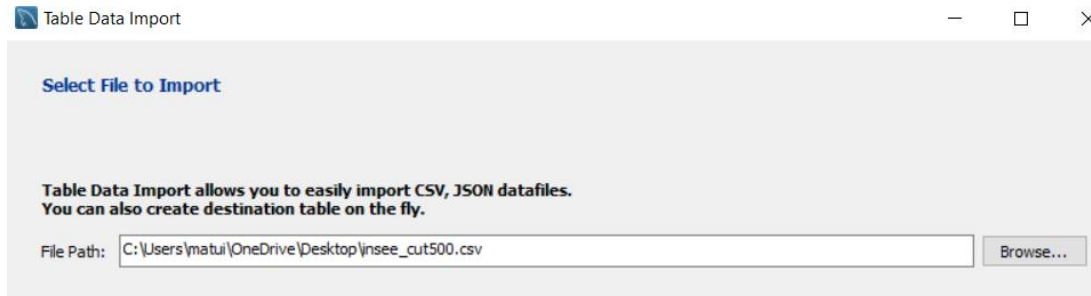 Table Data Import
Select File to Import
Table Data Import allows you to easily import CSV, JSON datafiles.
You can also create destination table on the fly.
File Path: C:\Users\matui\OneDrive\Desktop\insee_cut500.csv Browse...